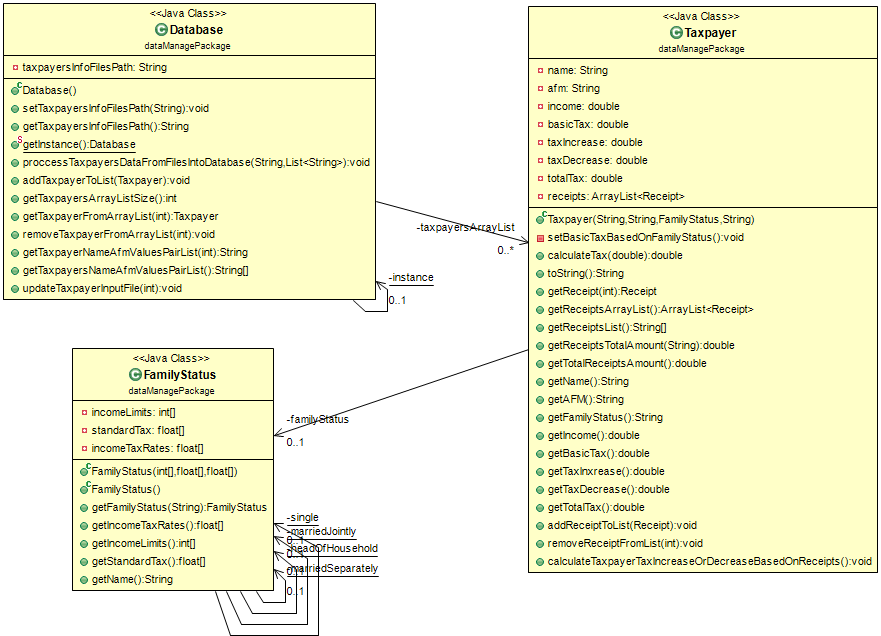 <<Java Class>>
Database
dataManagePackage
taxpayersInfoFilesPath: String
Database()
setTaxpayersInfoFilesPath(String):void
getTaxpayersInfoFilesPath():String
getInstance():Database
proccessTaxpayersDataFromFilesIntoDatabase(String,List<String>):void
addTaxpayerToList(Taxpayer):void
getTaxpayersArrayListSize():int
getTaxpayerFromArrayList(int):Taxpayer
removeTaxpayerFromArrayList(int):void
getTaxpayerNameAfmValuesPairList(int):String
getTaxpayersNameAfmValuesPairList():String[]
updateTaxpayerInputFile(int):void
-taxpayersArrayList
0..*
-instance
0..1
<<Java Class>>
Taxpayer
dataManagePackage
name: String
afm: String
income: double
basicTax: double
taxIncrease: double
taxDecrease: double
totalTax: double
receipts: ArrayList<Receipt>
Taxpayer(String,String,FamilyStatus,String)
setBasicTaxBasedOnFamilyStatus():void
calculateTax(double):double
toString():String
getReceipt(int):Receipt
getReceiptsArrayList():ArrayList<Receipt>
getReceiptsList():String[]
getReceiptsTotalAmount(String):double
getTotalReceiptsAmount():double
getName():String
getAFM():String
getFamilyStatus():String
getIncome():double
getBasicTax():double
getTaxInxrease():double
getTaxDecrease():double
getTotalTax():double
addReceiptToList(Receipt):void
removeReceiptFromList(int):void
calculateTaxpayerTaxIncreaseOrDecreaseBasedOnReceipts():void
<<Java Class>>
FamilyStatus
dataManagePackage
incomeLimits: int[]
standardTax: float[]
incomeTaxRates: float[]
FamilyStatus(int[],float[],float[])
FamilyStatus()
getFamilyStatus(String):FamilyStatus
getIncomeTaxRates():float[]
getIncomeLimits():int[]
getStandardTax():float[]
getName():String
-familyStatus
0..1
-single
0..1
-marriedJointly
0..1
-headOfHousehold
0..1
-marriedSeparately
0..1